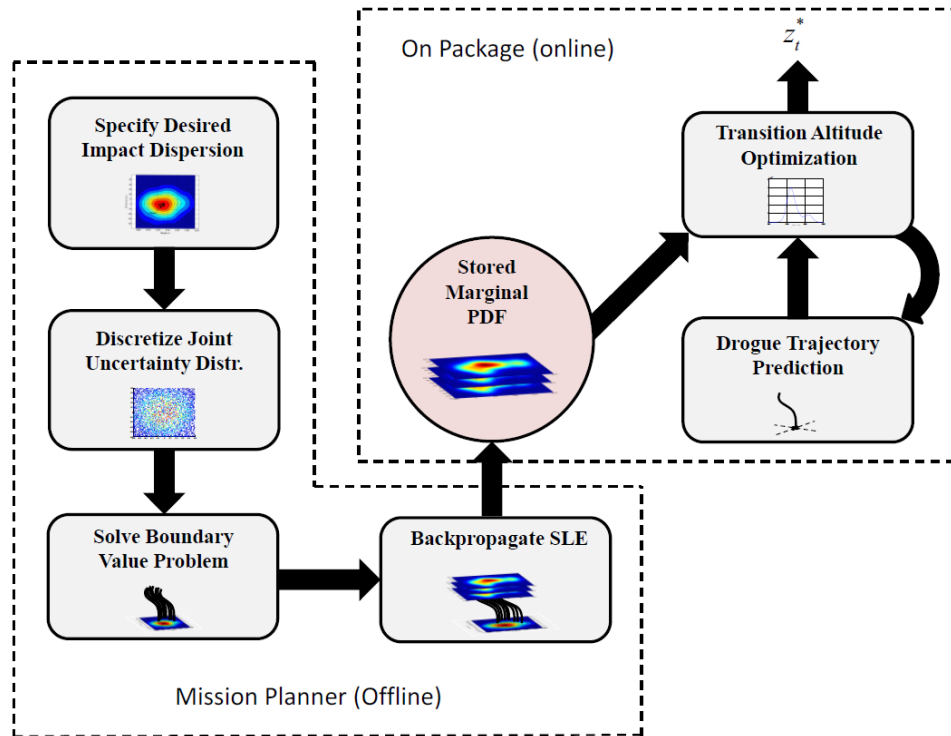 On Package (online)
z_t^*
Specify Desired
Impact Dispersion
Transition Altitude
Optimization
Stored
Marginal
PDF
Discretize Joint
Uncertainty Distr.
Drogue Trajectory
Prediction
Solve Boundary
Value Problem
Backpropagate SLE
Mission Planner (Offline)